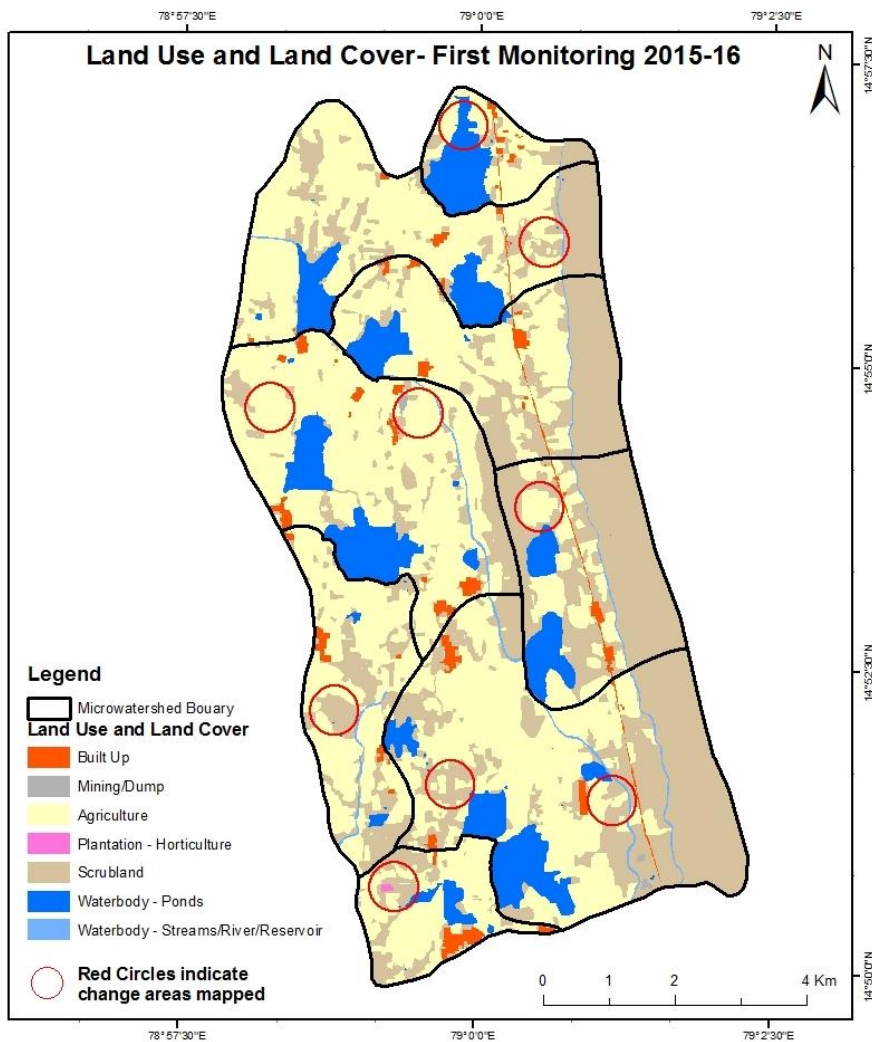 78°57'30"E 79°0'0"E 79°2'30"E
Land Use and Land Cover- First Monitoring 2015-16
N
14°57'30"N
14°57'30"N
14°55'0"N
14°52'30"N
14°50'0"N
Legend
Microwatershed Bouary
Land Use and Land Cover
Built Up
Mining/Dump
Agriculture
Plantation - Horticulture
Scrubland
Waterbody - Ponds
Waterbody - Streams/River/Reservoir
Red Circles indicate
change areas mapped
0 1 2 4 Km
78°57'30"E 79°0'0"E 79°2'30"E